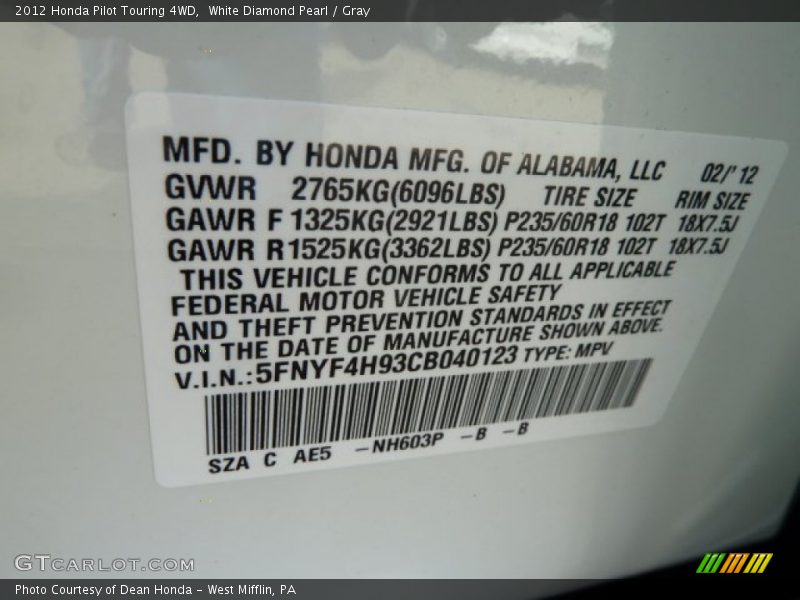 2012 Honda Pilot Touring 4WD,  White Diamond Pearl / Gray
MFD. BY HONDA MFG. OF ALABAMA, LLC 02/'12
GVWR 2765KG(6096LBS) TIRE SIZE RIM SIZE
GAWR F 1325KG(2921LBS) P235/60R18 102T 18X7.5J
GAWR R 1525KG(3362LBS) P235/60R18 102T 18X7.5J
THIS VEHICLE CONFORMS TO ALL APPLICABLE
FEDERAL MOTOR VEHICLE SAFETY
AND THEFT PREVENTION STANDARDS IN EFFECT
ON THE DATE OF MANUFACTURE SHOWN ABOVE.
V.I.N.:5FNYF4H93CB040123 TYPE: MPV
SZA C AE5 -NH603P -B -B
GTCARLOT.COM
Photo Courtesy of Dean Honda - West Mifflin, PA